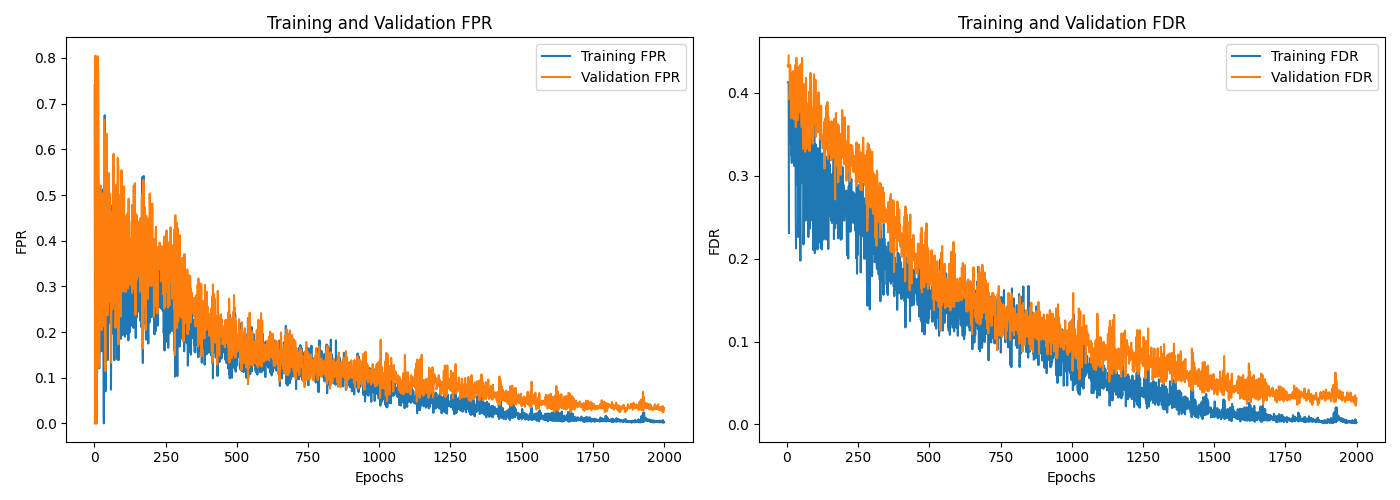 Training and Validation FPR
Training FPR
Validation FPR
FPR
0.8
0.7
0.6
0.5
0.4
0.3
0.2
0.1
0.0
0 250 500 750 1000 1250 1500 1750 2000
Epochs
Training and Validation FDR
Training FDR
Validation FDR
FDR
0.4
0.3
0.2
0.1
0.0
0 250 500 750 1000 1250 1500 1750 2000
Epochs